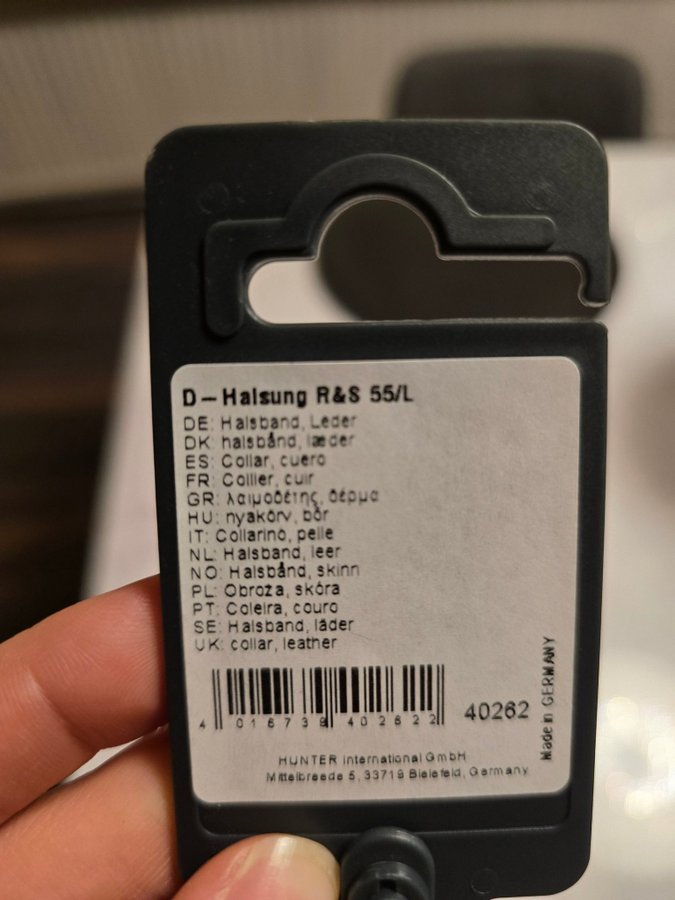 D – Halsung R&S 55/L
DE: Halsband, Leder
DK: halsbånd, læder
ES: Collar, cuero
FR: Collier, cuir
GR: λαιμοδέτης, δέρμα
HU: nyakörv, bőr
IT: Collarino, pelle
NL: Halsband, leer
NO: Halsbånd, skinn
PL: Obroża, skóra
PT: Coleira, couro
SE: Halsband, läder
UK: collar, leather
4 016739 402622
40262
Made in GERMANY
HUNTER International GmbH
Mittelbreede 5, 33719 Bielefeld, Germany